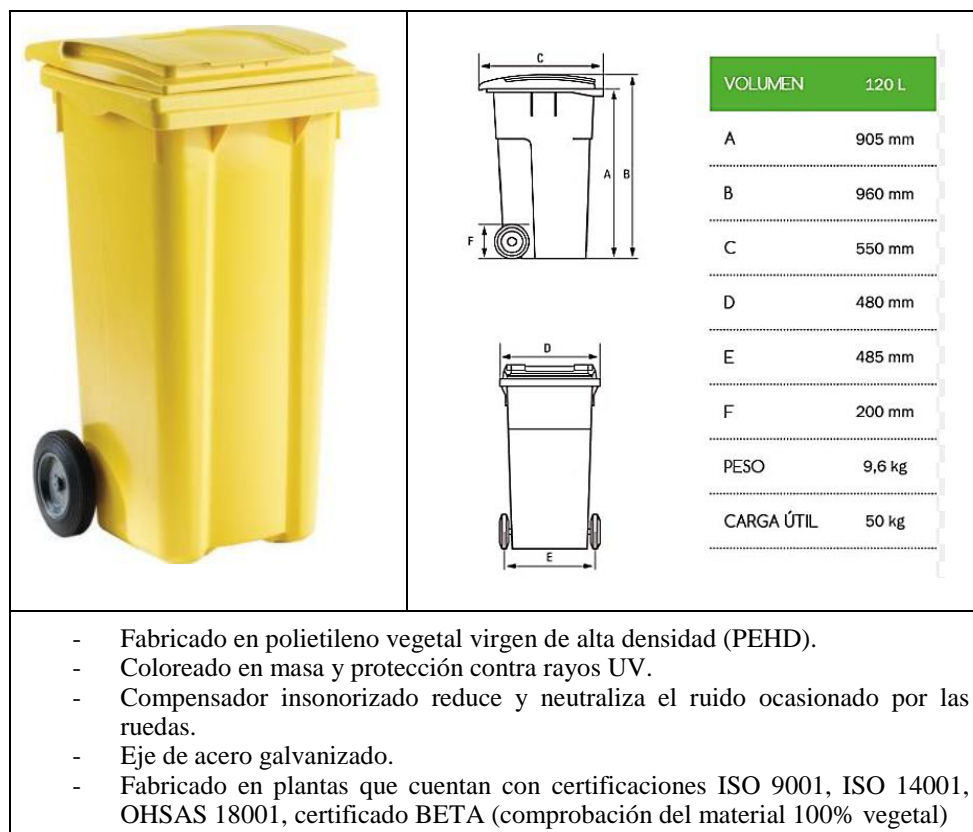 C
A
B
F
D
E
VOLUMEN 120 L
A 905 mm
B 960 mm
C 550 mm
D 480 mm
E 485 mm
F 200 mm
PESO 9,6 kg
CARGA ÚTIL 50 kg
- Fabricado en polietileno vegetal virgen de alta densidad (PEHD).
- Coloreado en masa y protección contra rayos UV.
- Compensador insonorizado reduce y neutraliza el ruido ocasionado por las
ruedas.
- Eje de acero galvanizado.
- Fabricado en plantas que cuentan con certificaciones ISO 9001, ISO 14001,
OHSAS 18001, certificado BETA (comprobación del material 100% vegetal)